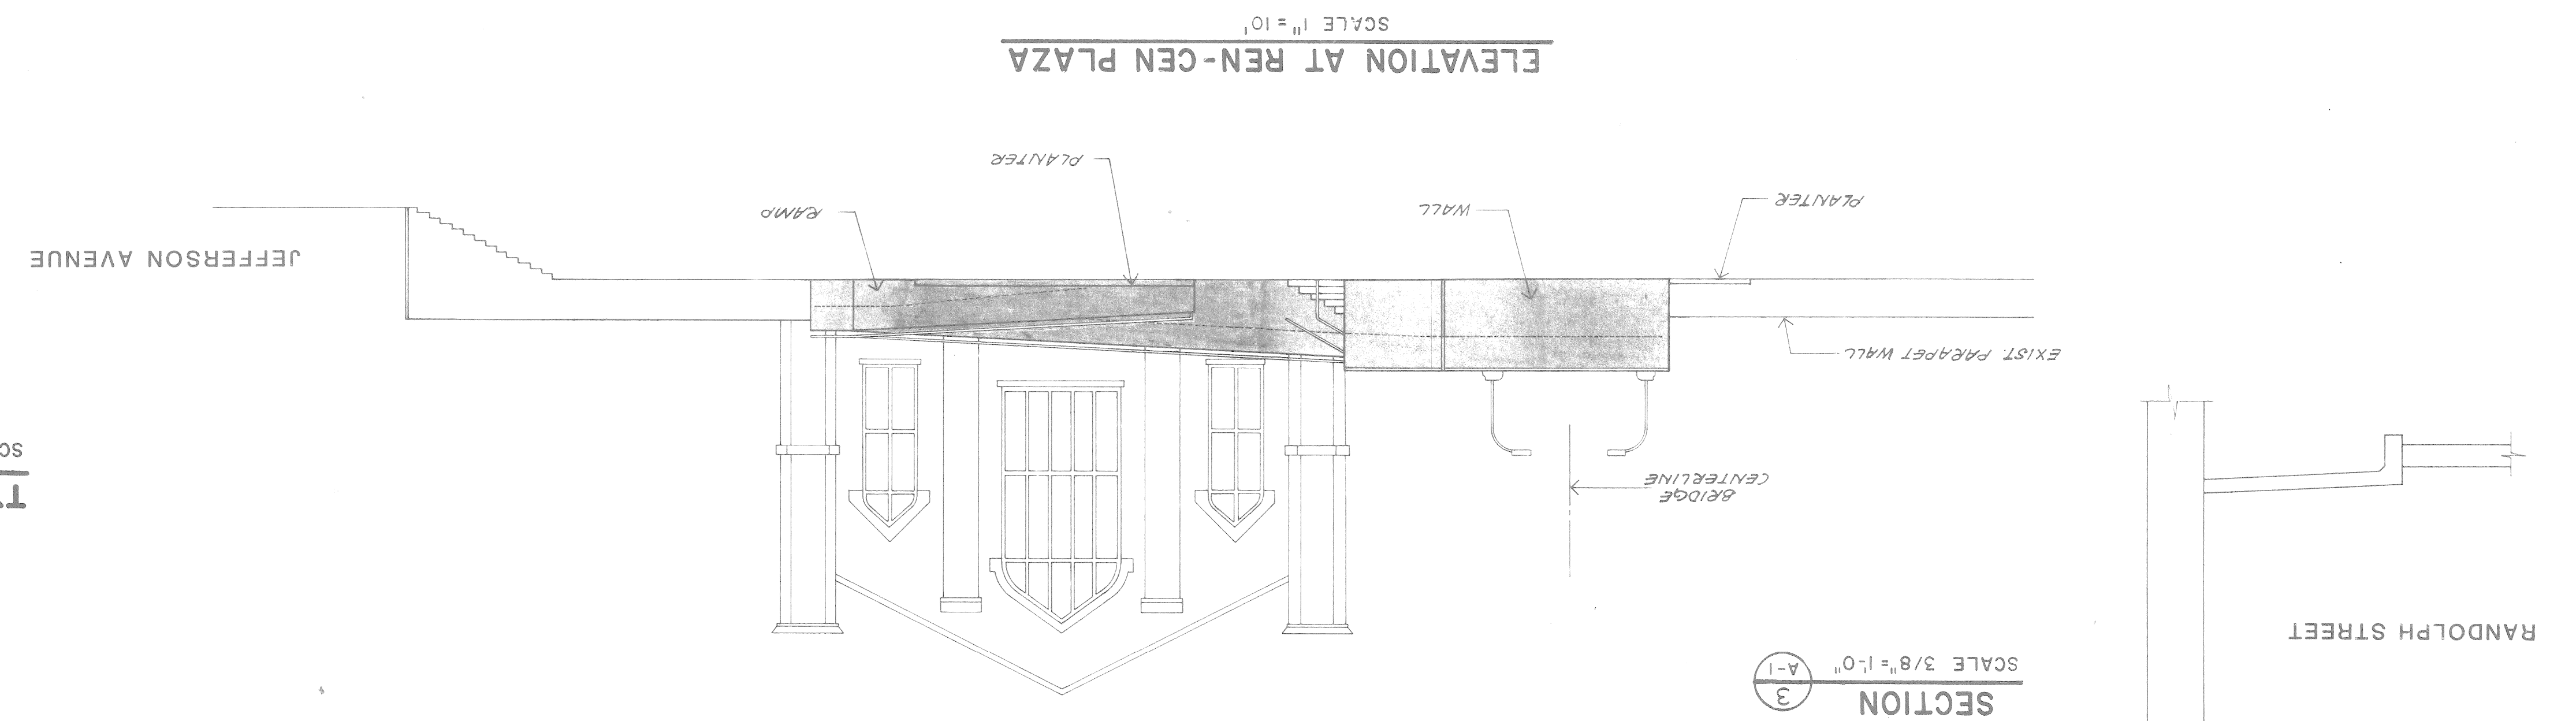 SECTION
3
A-1
SCALE 3/8"=1'-0"
RANDOLPH STREET
BRIDGE
CENTERLINE
EXIST. PARAPET WALL
PLANTER
WALL
RAMP
PLANTER
JEFFERSON AVENUE
ELEVATION AT REN-CEN PLAZA
SCALE 1"=10'
SC